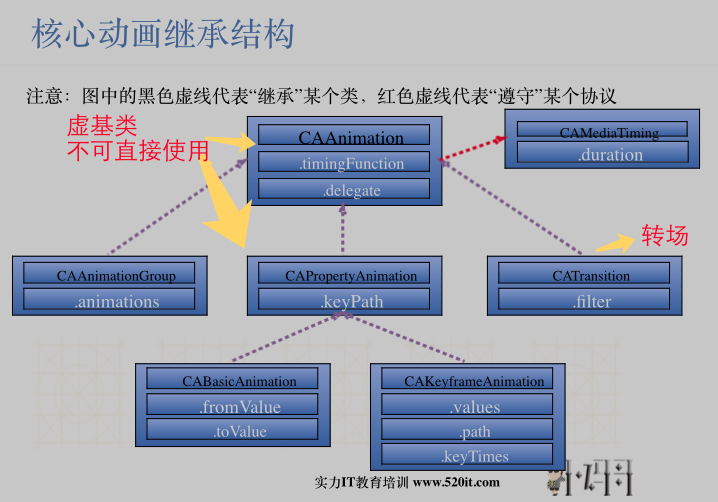 核心动画继承结构
注意：图中的黑色虚线代表“继承”某个类，红色虚线代表“遵守”某个协议
虚基类
不可直接使用
CAAnimation
.timingFunction
.delegate
CAMediaTiming
.duration
转场
CAAnimationGroup
.animations
CAPropertyAnimation
.keyPath
CATransition
.filter
CABasicAnimation
.fromValue
.toValue
CAKeyframeAnimation
.values
.path
.keyTimes
实力IT教育培训 www.520it.com